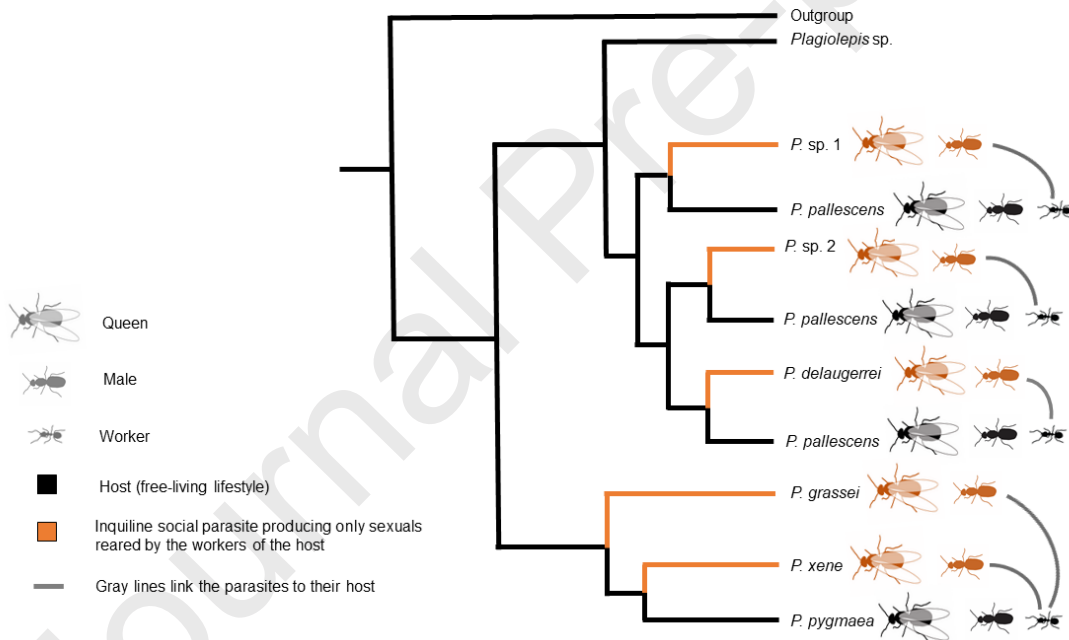 Outgroup
Plagiolepis sp.
P. sp. 1
P. pallescens
P. sp. 2
P. pallescens
P. delaugerrei
P. pallescens
P. grassei
P. xene
P. pygmaea
Queen
Male
Worker
Host (free-living lifestyle)
Inquiline social parasite producing only sexuals
reared by the workers of the host
Gray lines link the parasites to their host
Journal Pre-p